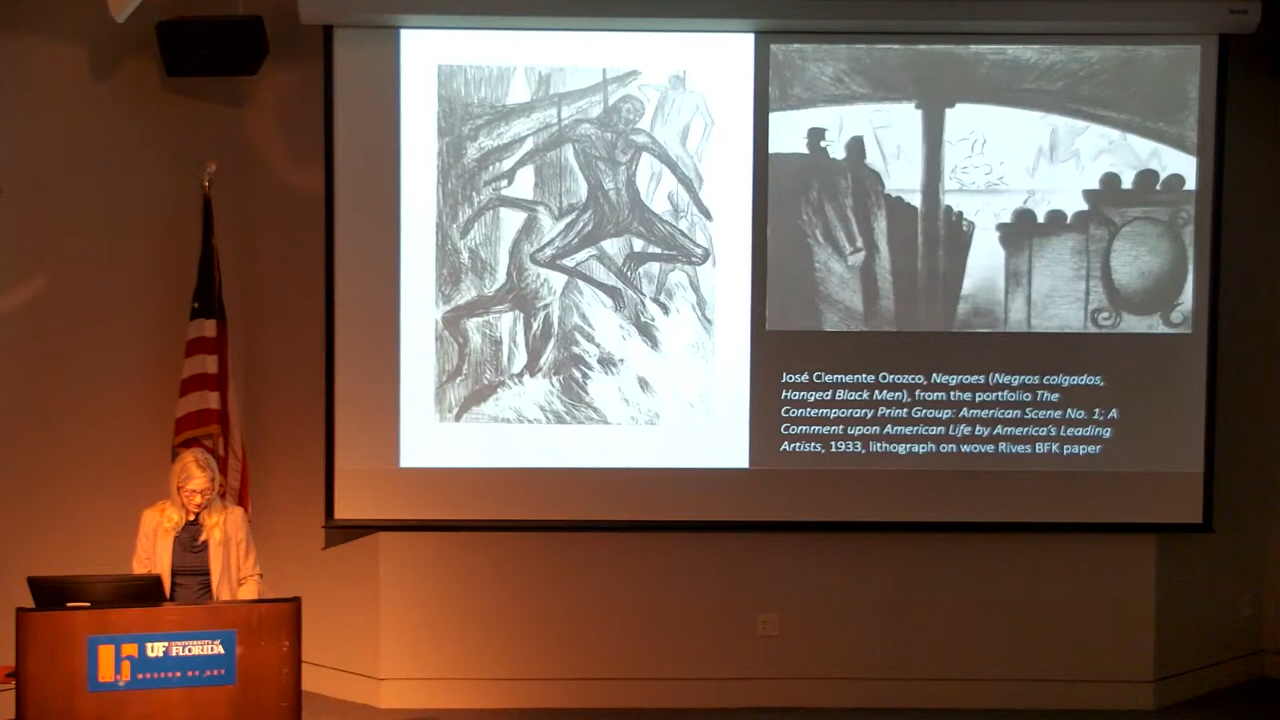 José Clemente Orozco, Negroes (Negros colgados,
Hanged Black Men), from the portfolio The
Contemporary Print Group: American Scene No. 1; A
Comment upon American Life by America's Leading
Artists, 1933, lithograph on wove Rives BFK paper
UF UNIVERSITY of FLORIDA
MUSEUM OF ART